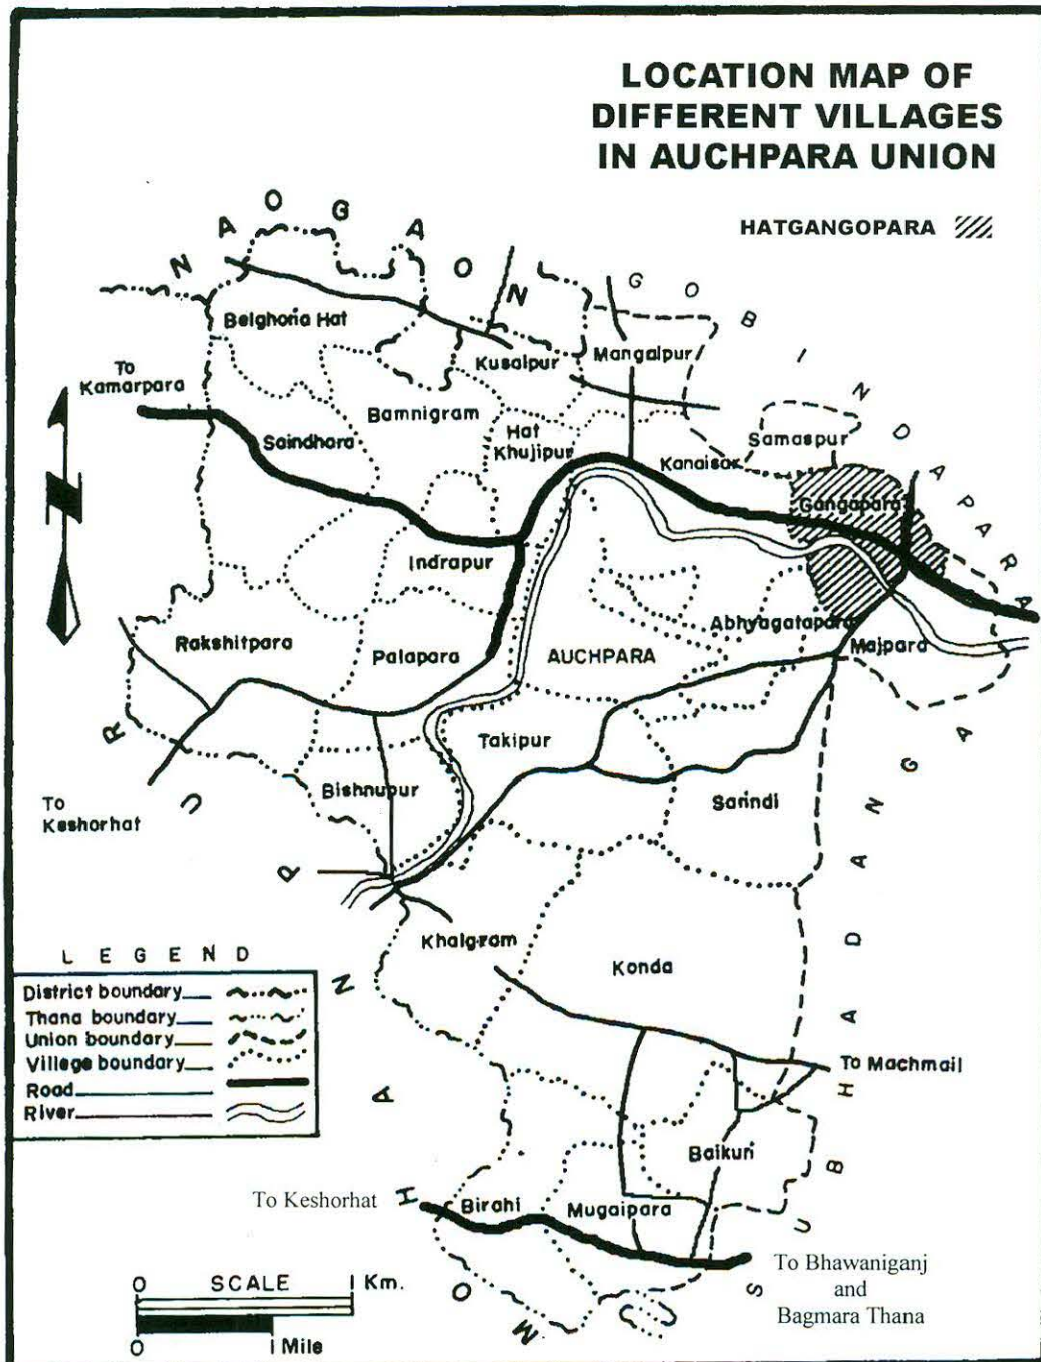 LOCATION MAP OF
DIFFERENT VILLAGES
IN AUCHPARA UNION
HATGANGOPARA
NAOGAON
GOBINDAPARA
Belghoria Hat
Kusalpur
Mangalpur
To
Kamarpara
Bamnigram
Saindhara
Hat
Khujipur
Kanaisar
Samaspur
Gangapara
Indrapur
Rakshitpara
Palapara
AUCHPARA
Abhyagatapara
Majpara
Takipur
Bishnupur
Sarindi
To
Keshorhat
Khalgram
Konda
To Machmail
Baikuri
Birahi
Mugaipara
To Keshorhat
To Bhawaniganj
and
Bagmara Thana
MOHANPUR
SUBHADANGA
LEGEND
District boundary
Thana boundary
Union boundary
Village boundary
Road
River
N
0 SCALE 1 Km.
0 1 Mile